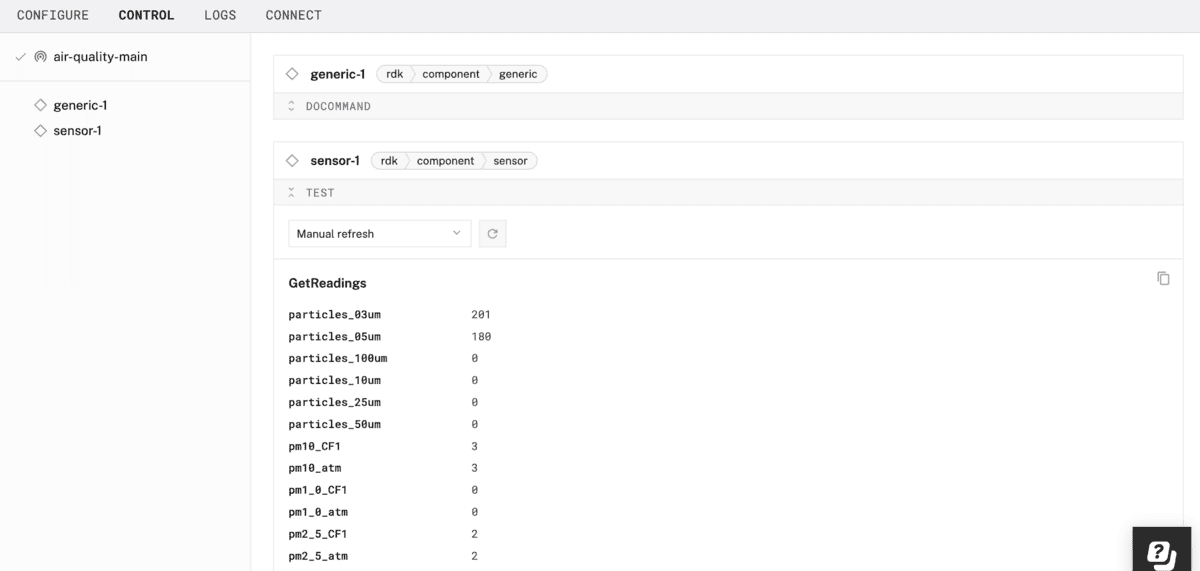 CONFIGURE CONTROL LOGS CONNECT
air-quality-main
generic-1
sensor-1
generic-1 rdk component generic
DOCOMMAND
sensor-1 rdk component sensor
TEST
Manual refresh
GetReadings
particles_03um 201
particles_05um 180
particles_100um 0
particles_10um 0
particles_25um 0
particles_50um 0
pm10_CF1 3
pm10_atm 3
pm1_0_CF1 0
pm1_0_atm 0
pm2_5_CF1 2
pm2_5_atm 2
?